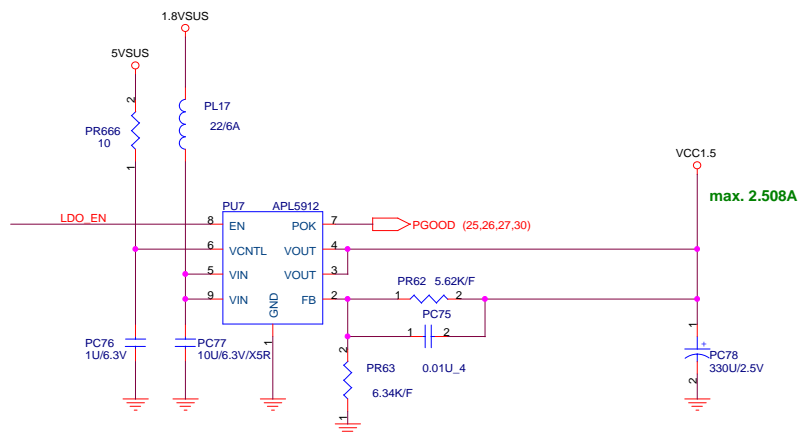 1.8VSUS
5VSUS
2
PR666
10
1
PL17
22/6A
VCC1.5
max. 2.508A
LDO_EN
PU7 APL5912
8 EN POK 7 PGOOD (25,26,27,30)
6 VCNTL VOUT 4
5 VIN VOUT 3
9 VIN FB 2
GND
1
PR62 5.62K/F
1 2
PC75
1 2
0.01U_4
PC76
1U/6.3V
PC77
10U/6.3V/X5R
2
PR63
6.34K/F
1
1
+
PC78
330U/2.5V
2